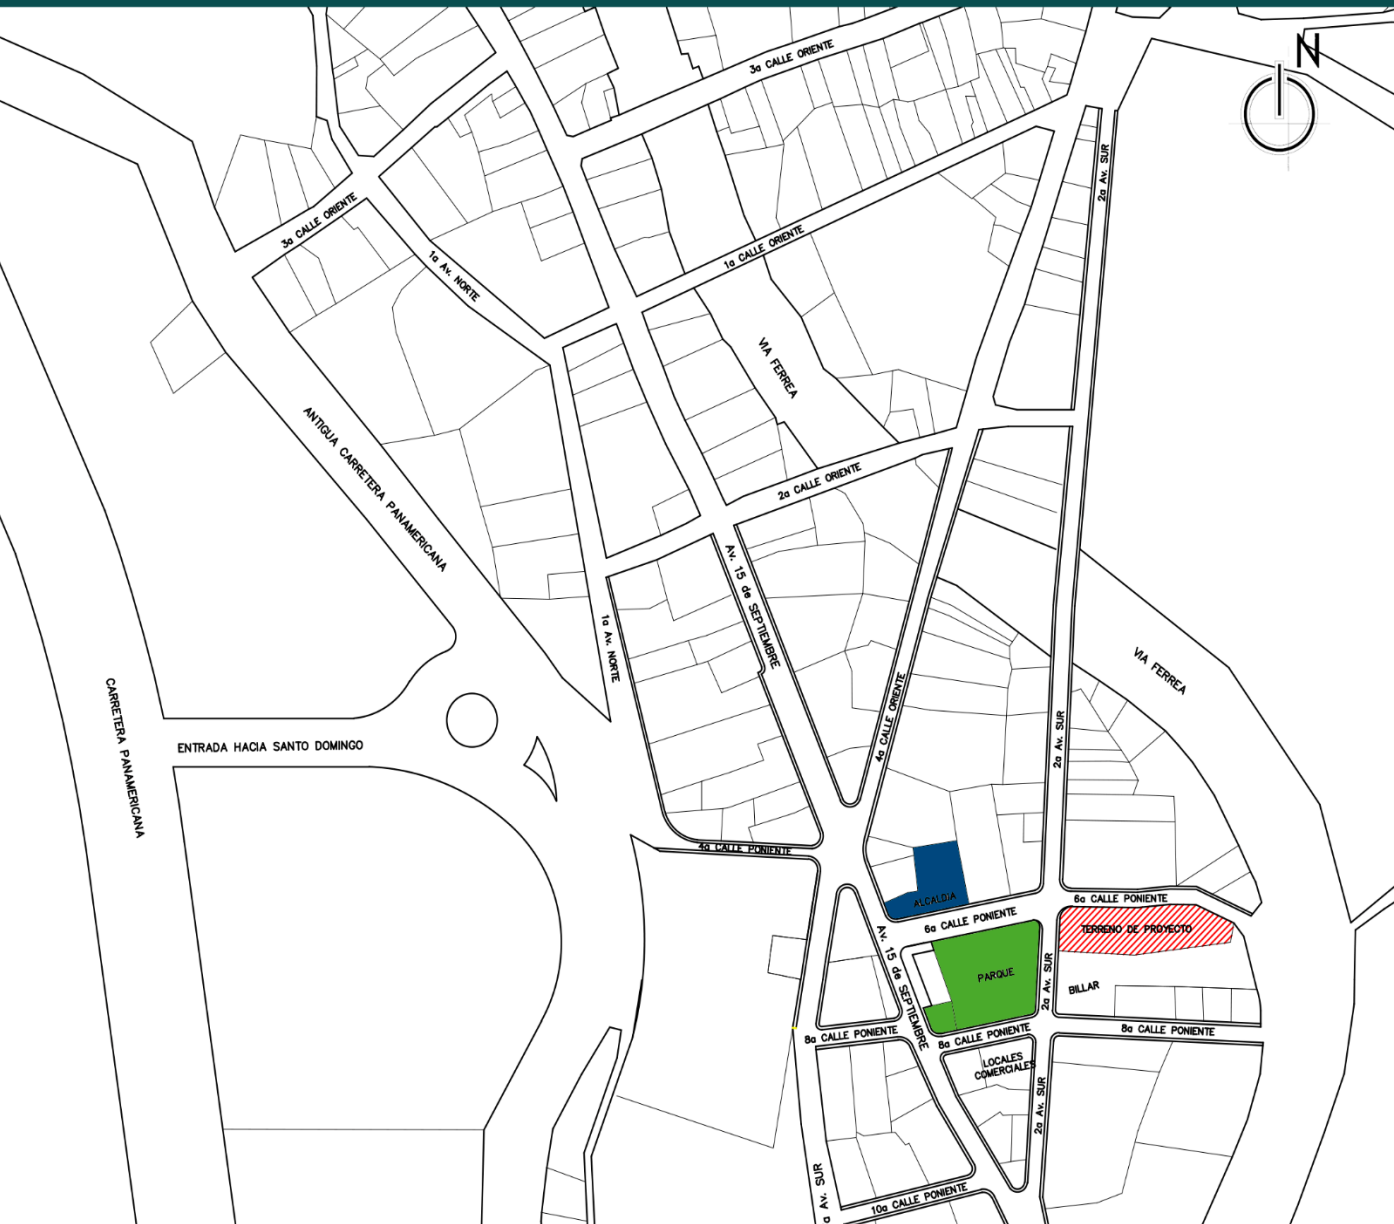 N
3a CALLE ORIENTE
2a Av. SUR
3a CALLE ORIENTE
1a CALLE ORIENTE
1a Av. NORTE
VIA FERREA
ANTIGUA CARRETERA PANAMERICANA
2a CALLE ORIENTE
Av. 15 de SEPTIEMBRE
1a Av. NORTE
VIA FERREA
4a CALLE ORIENTE
2a Av. SUR
CARRETERA PANAMERICANA
ENTRADA HACIA SANTO DOMINGO
4a CALLE PONIENTE
ALCALDIA
6a CALLE PONIENTE
6a CALLE PONIENTE
TERRENO DE PROYECTO
Av. 15 de SEPTIEMBRE
PARQUE
2a Av. SUR
BILLAR
8a CALLE PONIENTE
8a CALLE PONIENTE
8a CALLE PONIENTE
LOCALES
COMERCIALES
2a Av. SUR
a Av. SUR
10a CALLE PONIENTE